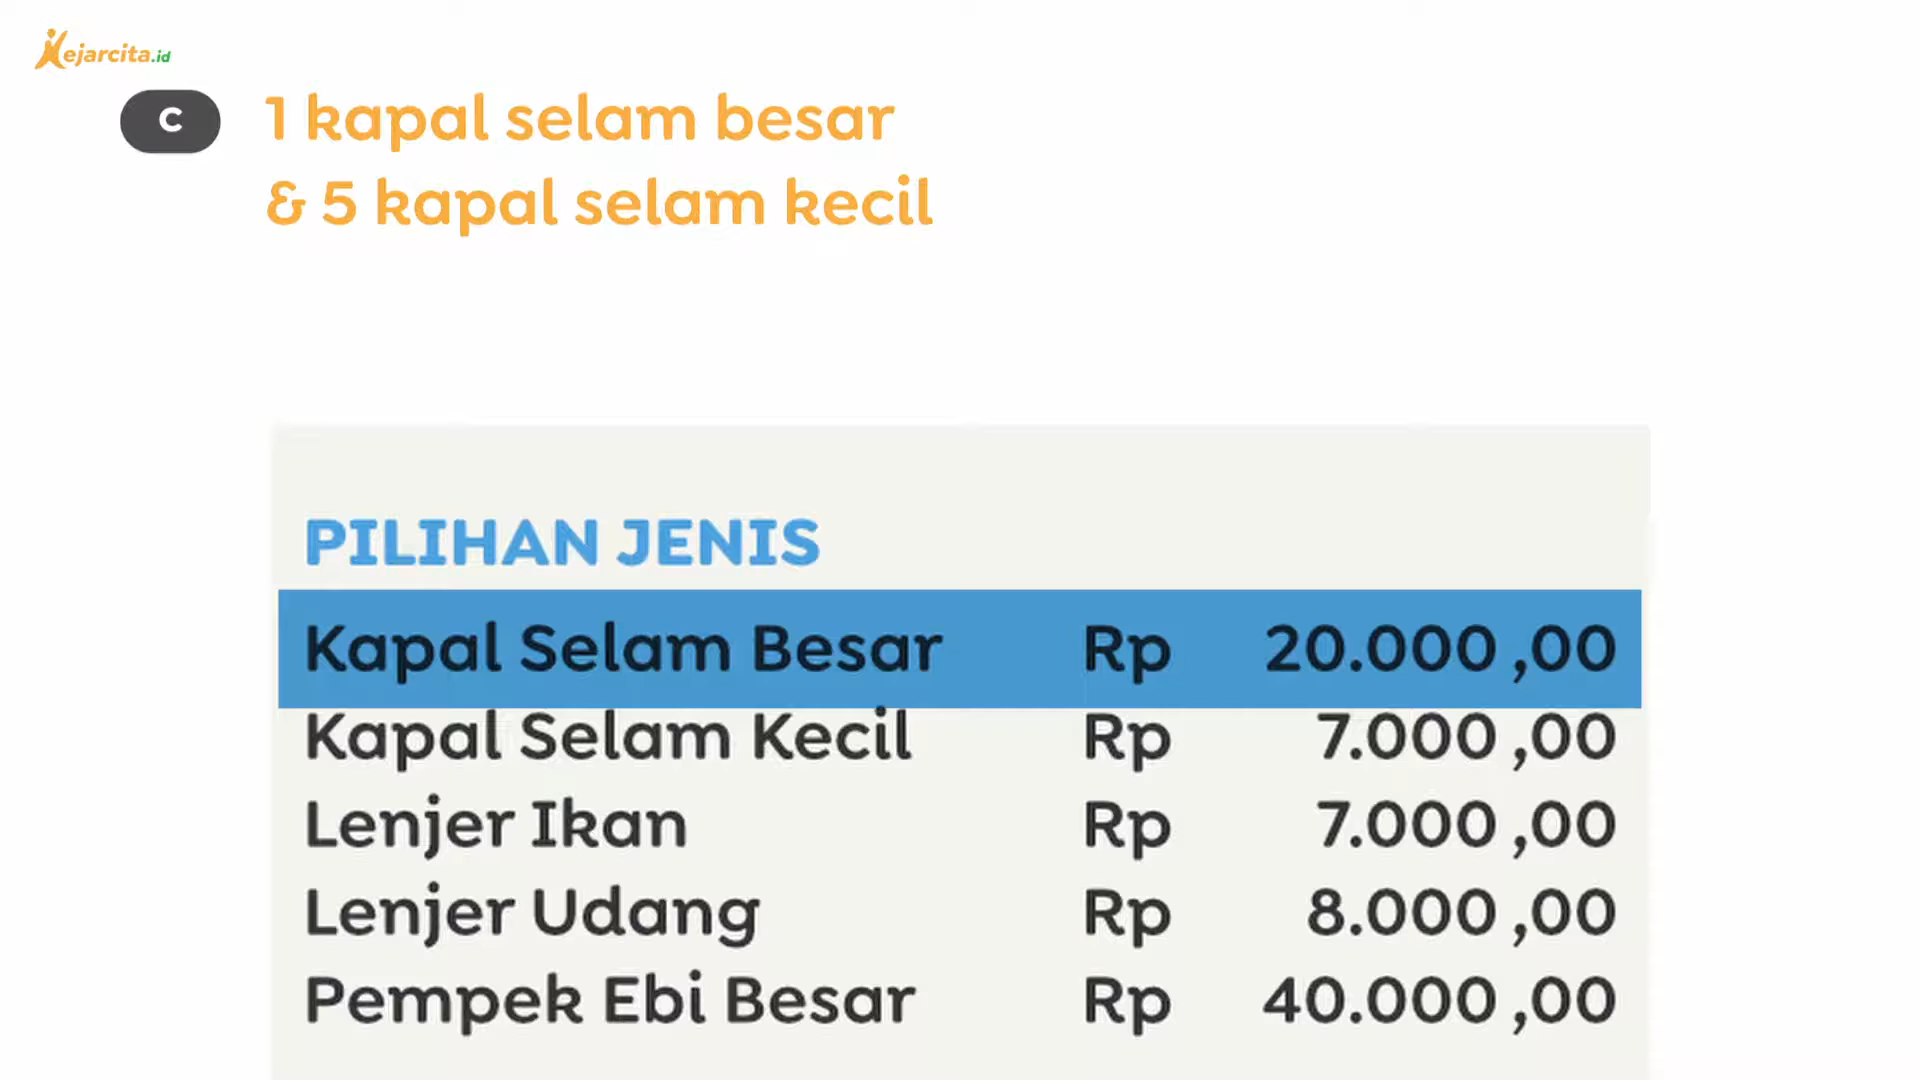 Kejarcita.id
C 1 kapal selam besar
& 5 kapal selam kecil
PILIHAN JENIS
Kapal Selam Besar Rp 20.000 ,00
Kapal Selam Kecil Rp 7.000 ,00
Lenjer Ikan Rp 7.000 ,00
Lenjer Udang Rp 8.000 ,00
Pempek Ebi Besar Rp 40.000 ,00